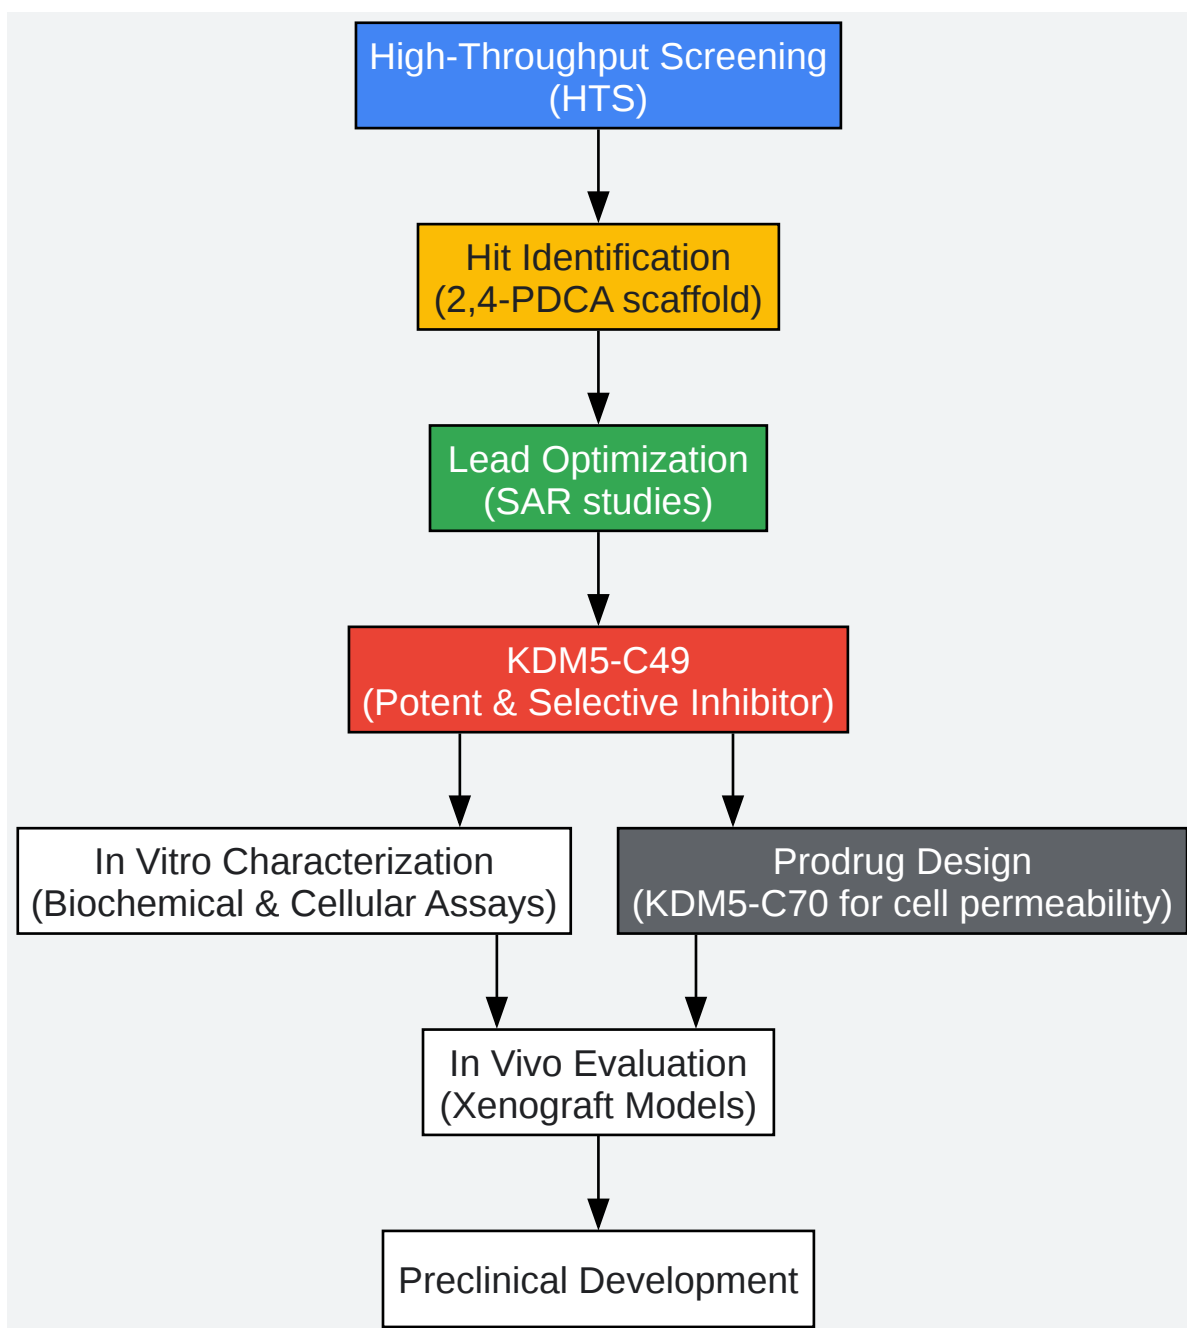 High-Throughput Screening
(HTS)
Hit Identification
(2,4-PDCA scaffold)
Lead Optimization
(SAR studies)
KDM5-C49
(Potent & Selective Inhibitor)
In Vitro Characterization
(Biochemical & Cellular Assays)
Prodrug Design
(KDM5-C70 for cell permeability)
In Vivo Evaluation
(Xenograft Models)
Preclinical Development